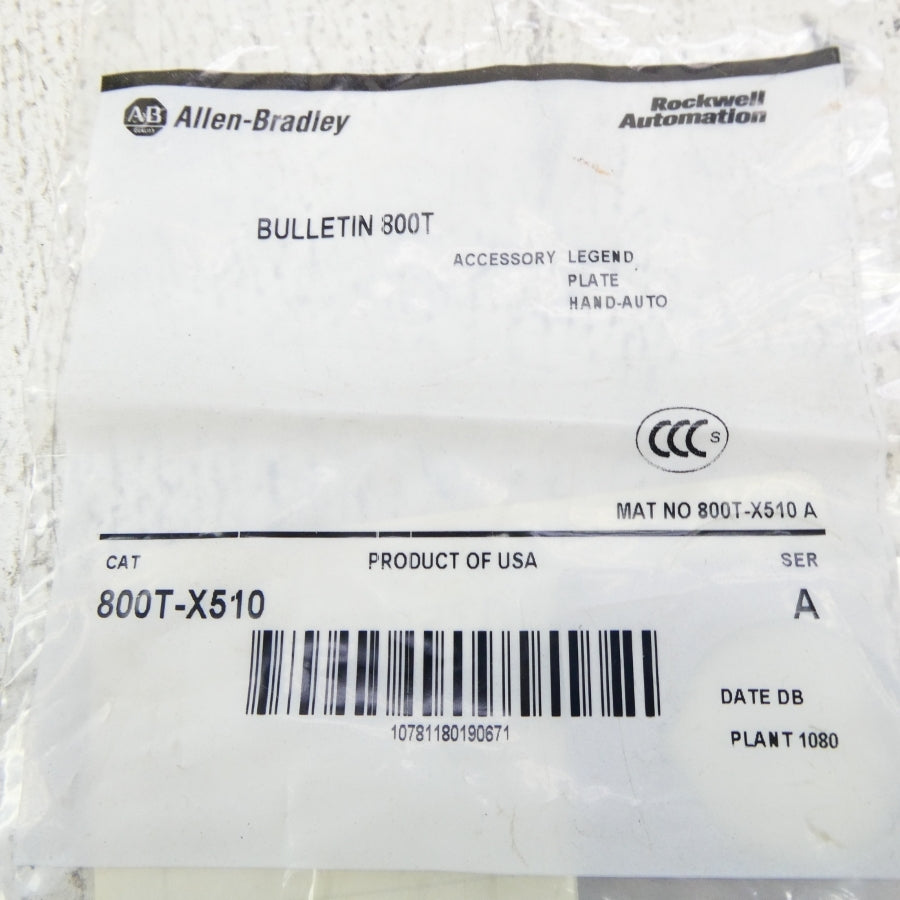 AB QUALITY Allen-Bradley
Rockwell
Automation
BULLETIN 800T
ACCESSORY LEGEND
PLATE
HAND-AUTO
CCC S
MAT NO 800T-X510 A
CAT PRODUCT OF USA SER
800T-X510 A
10781180190671
DATE DB
PLANT 1080